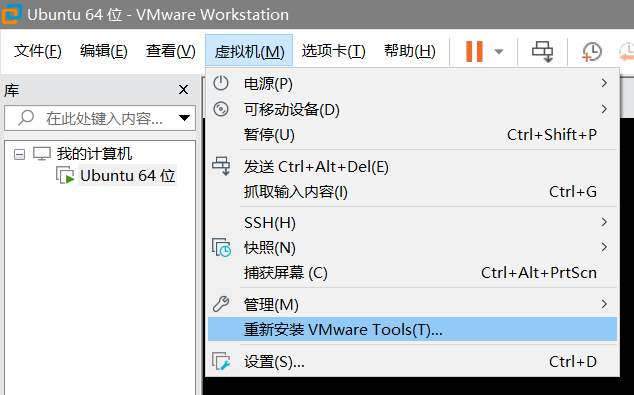 Ubuntu 64 位 - VMware Workstation
文件(F) 编辑(E) 查看(V) 虚拟机(M) 选项卡(T) 帮助(H)
库
在此处键入内容...
我的计算机
Ubuntu 64 位
电源(P)
可移动设备(D)
暂停(U) Ctrl+Shift+P
发送 Ctrl+Alt+Del(E)
抓取输入内容(I) Ctrl+G
SSH(H)
快照(N)
捕获屏幕 (C) Ctrl+Alt+PrtScn
管理(M)
重新安装 VMware Tools(T)...
设置(S)... Ctrl+D